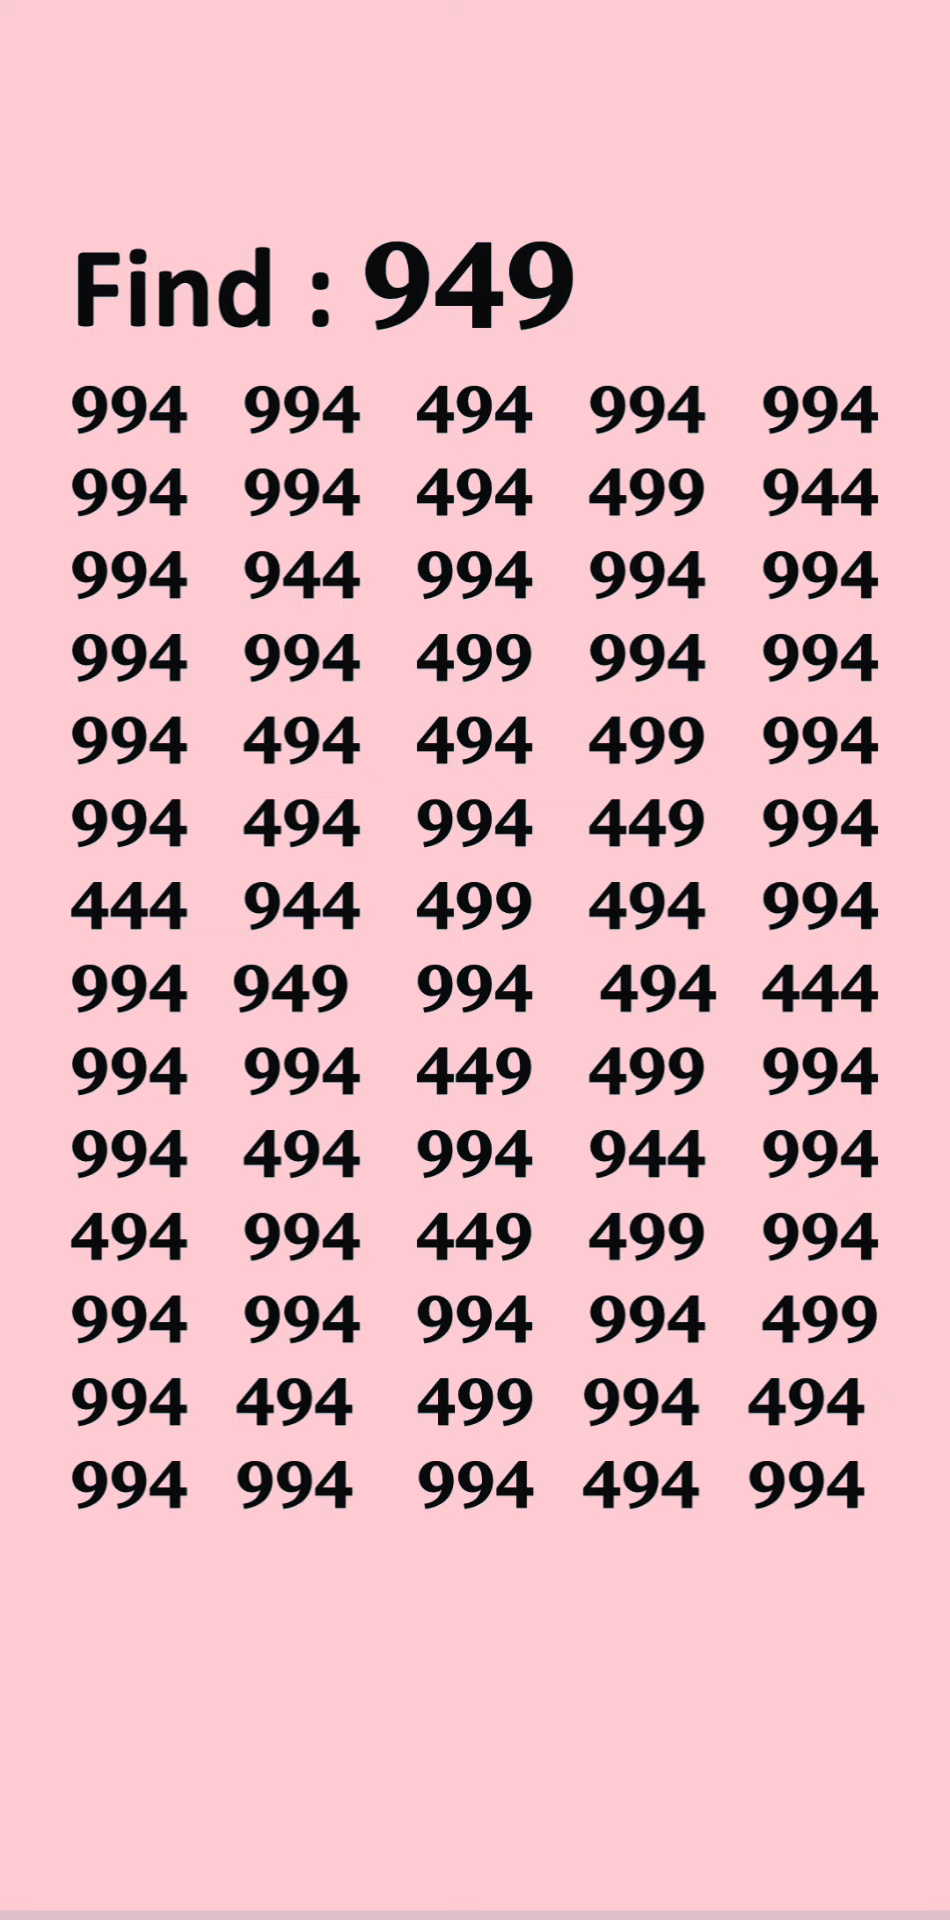 Find : 949
994 994 494 994 994
994 994 494 499 944
994 944 994 994 994
994 994 499 994 994
994 494 494 499 994
994 494 994 449 994
444 944 499 494 994
994 949 994 494 444
994 994 449 499 994
994 494 994 944 994
494 994 449 499 994
994 994 994 994 499
994 494 499 994 494
994 994 994 494 994